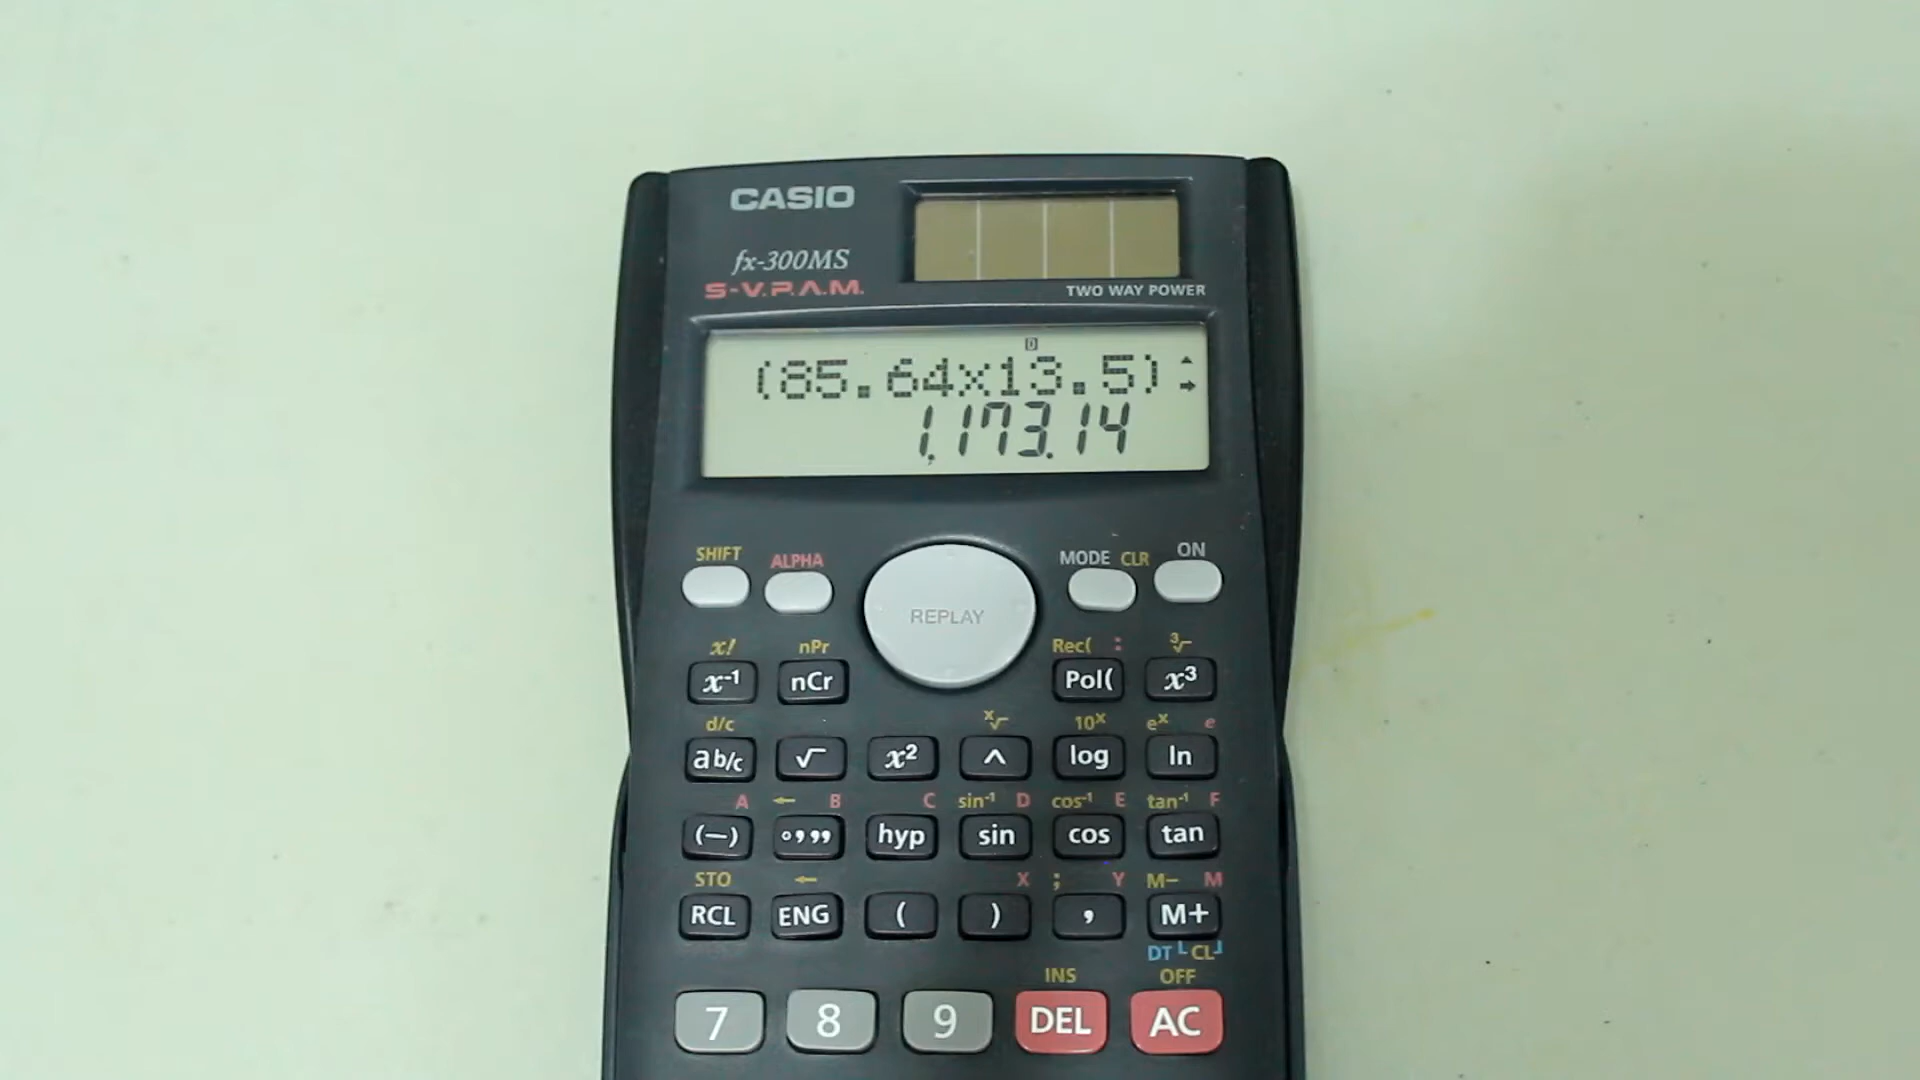 CASIO
fx-300MS
S-V.P.A.M.
TWO WAY POWER
D
(85.64x13.5)
1,173.14
SHIFT ALPHA MODE CLR ON
REPLAY
x! nPr Rec( : ³√
x⁻¹ nCr Pol( x³
d/c ˣ√ 10ˣ eˣ e
a b/c √ x² ^ log ln
A ← B C sin⁻¹ D cos⁻¹ E tan⁻¹ F
(—) °,,, hyp sin cos tan
STO ← X ; Y M– M
RCL ENG ( ) , M+
DT CL
INS OFF
7 8 9 DEL AC